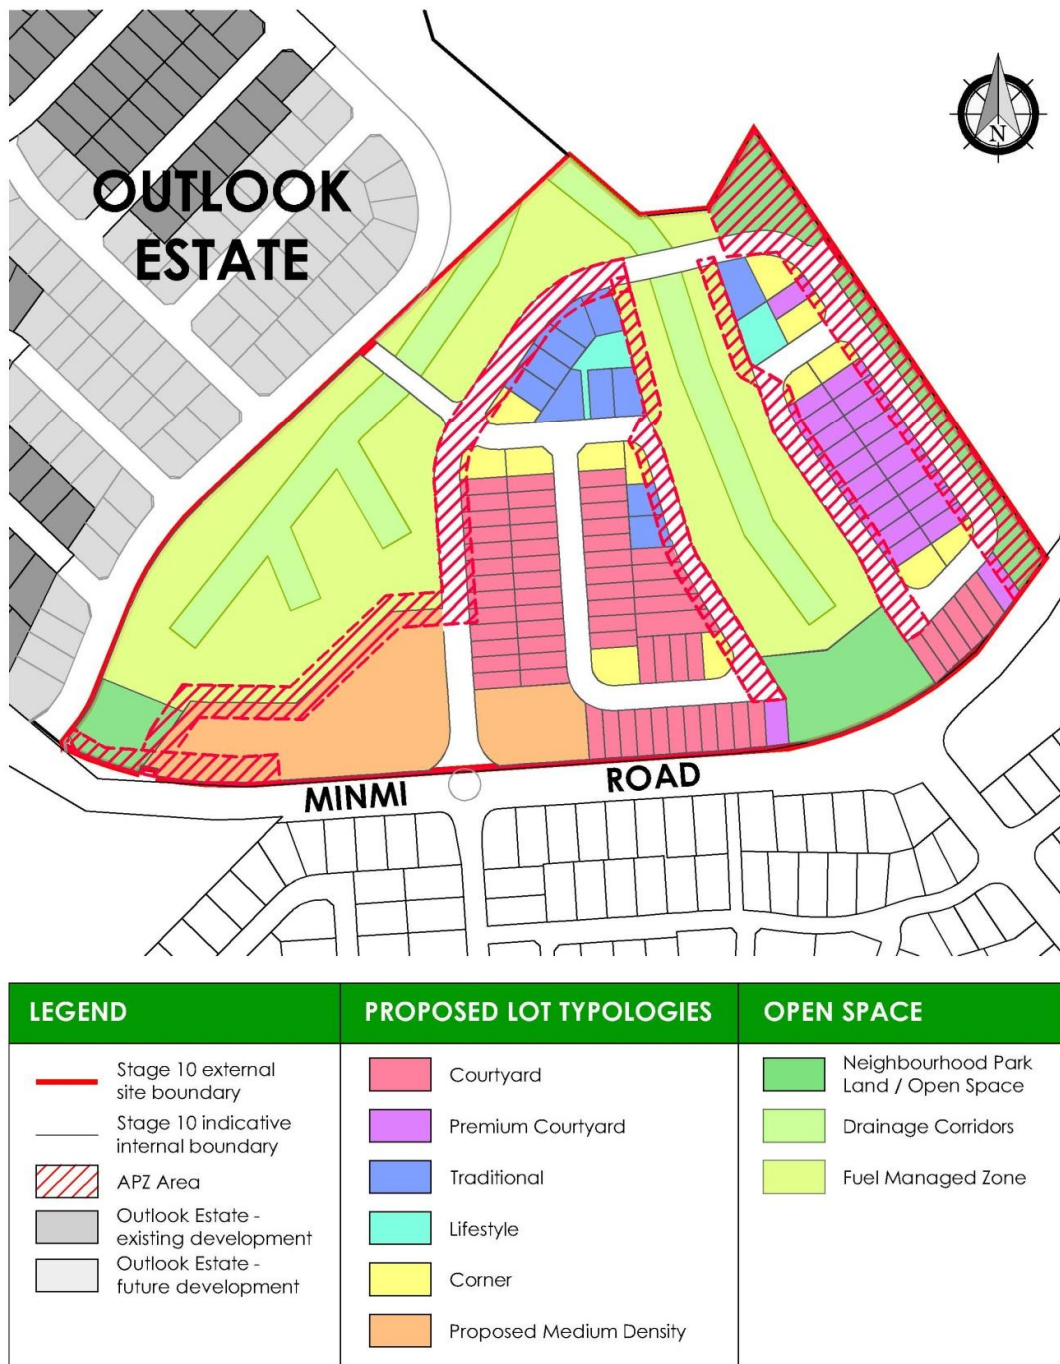 OUTLOOK
ESTATE
N
MINMI ROAD
LEGEND
Stage 10 external
site boundary
Stage 10 indicative
internal boundary
APZ Area
Outlook Estate -
existing development
Outlook Estate -
future development
PROPOSED LOT TYPOLOGIES
Courtyard
Premium Courtyard
Traditional
Lifestyle
Corner
Proposed Medium Density
OPEN SPACE
Neighbourhood Park
Land / Open Space
Drainage Corridors
Fuel Managed Zone